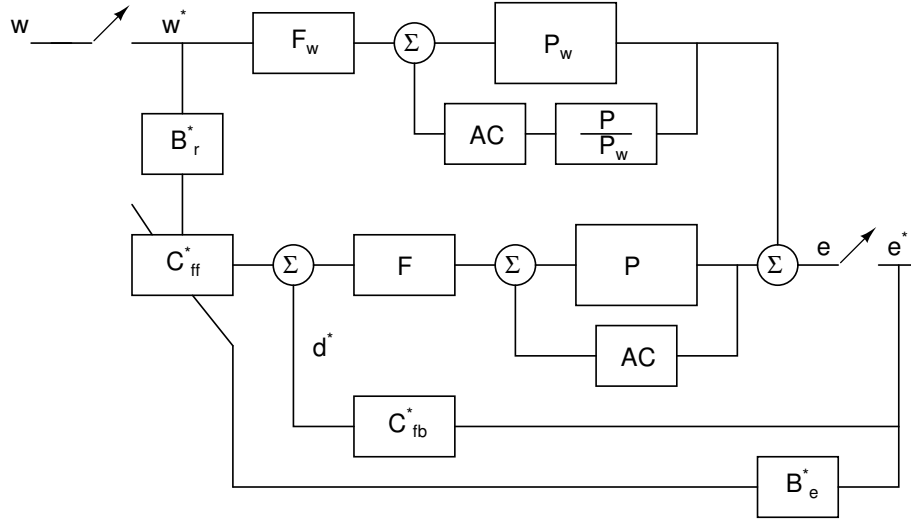 w
w*
F_w
Σ
P_w
AC
P
P_w
B*_r
C*_ff
Σ
F
Σ
P
Σ
e
e*
AC
d*
C*_fb
B*_e